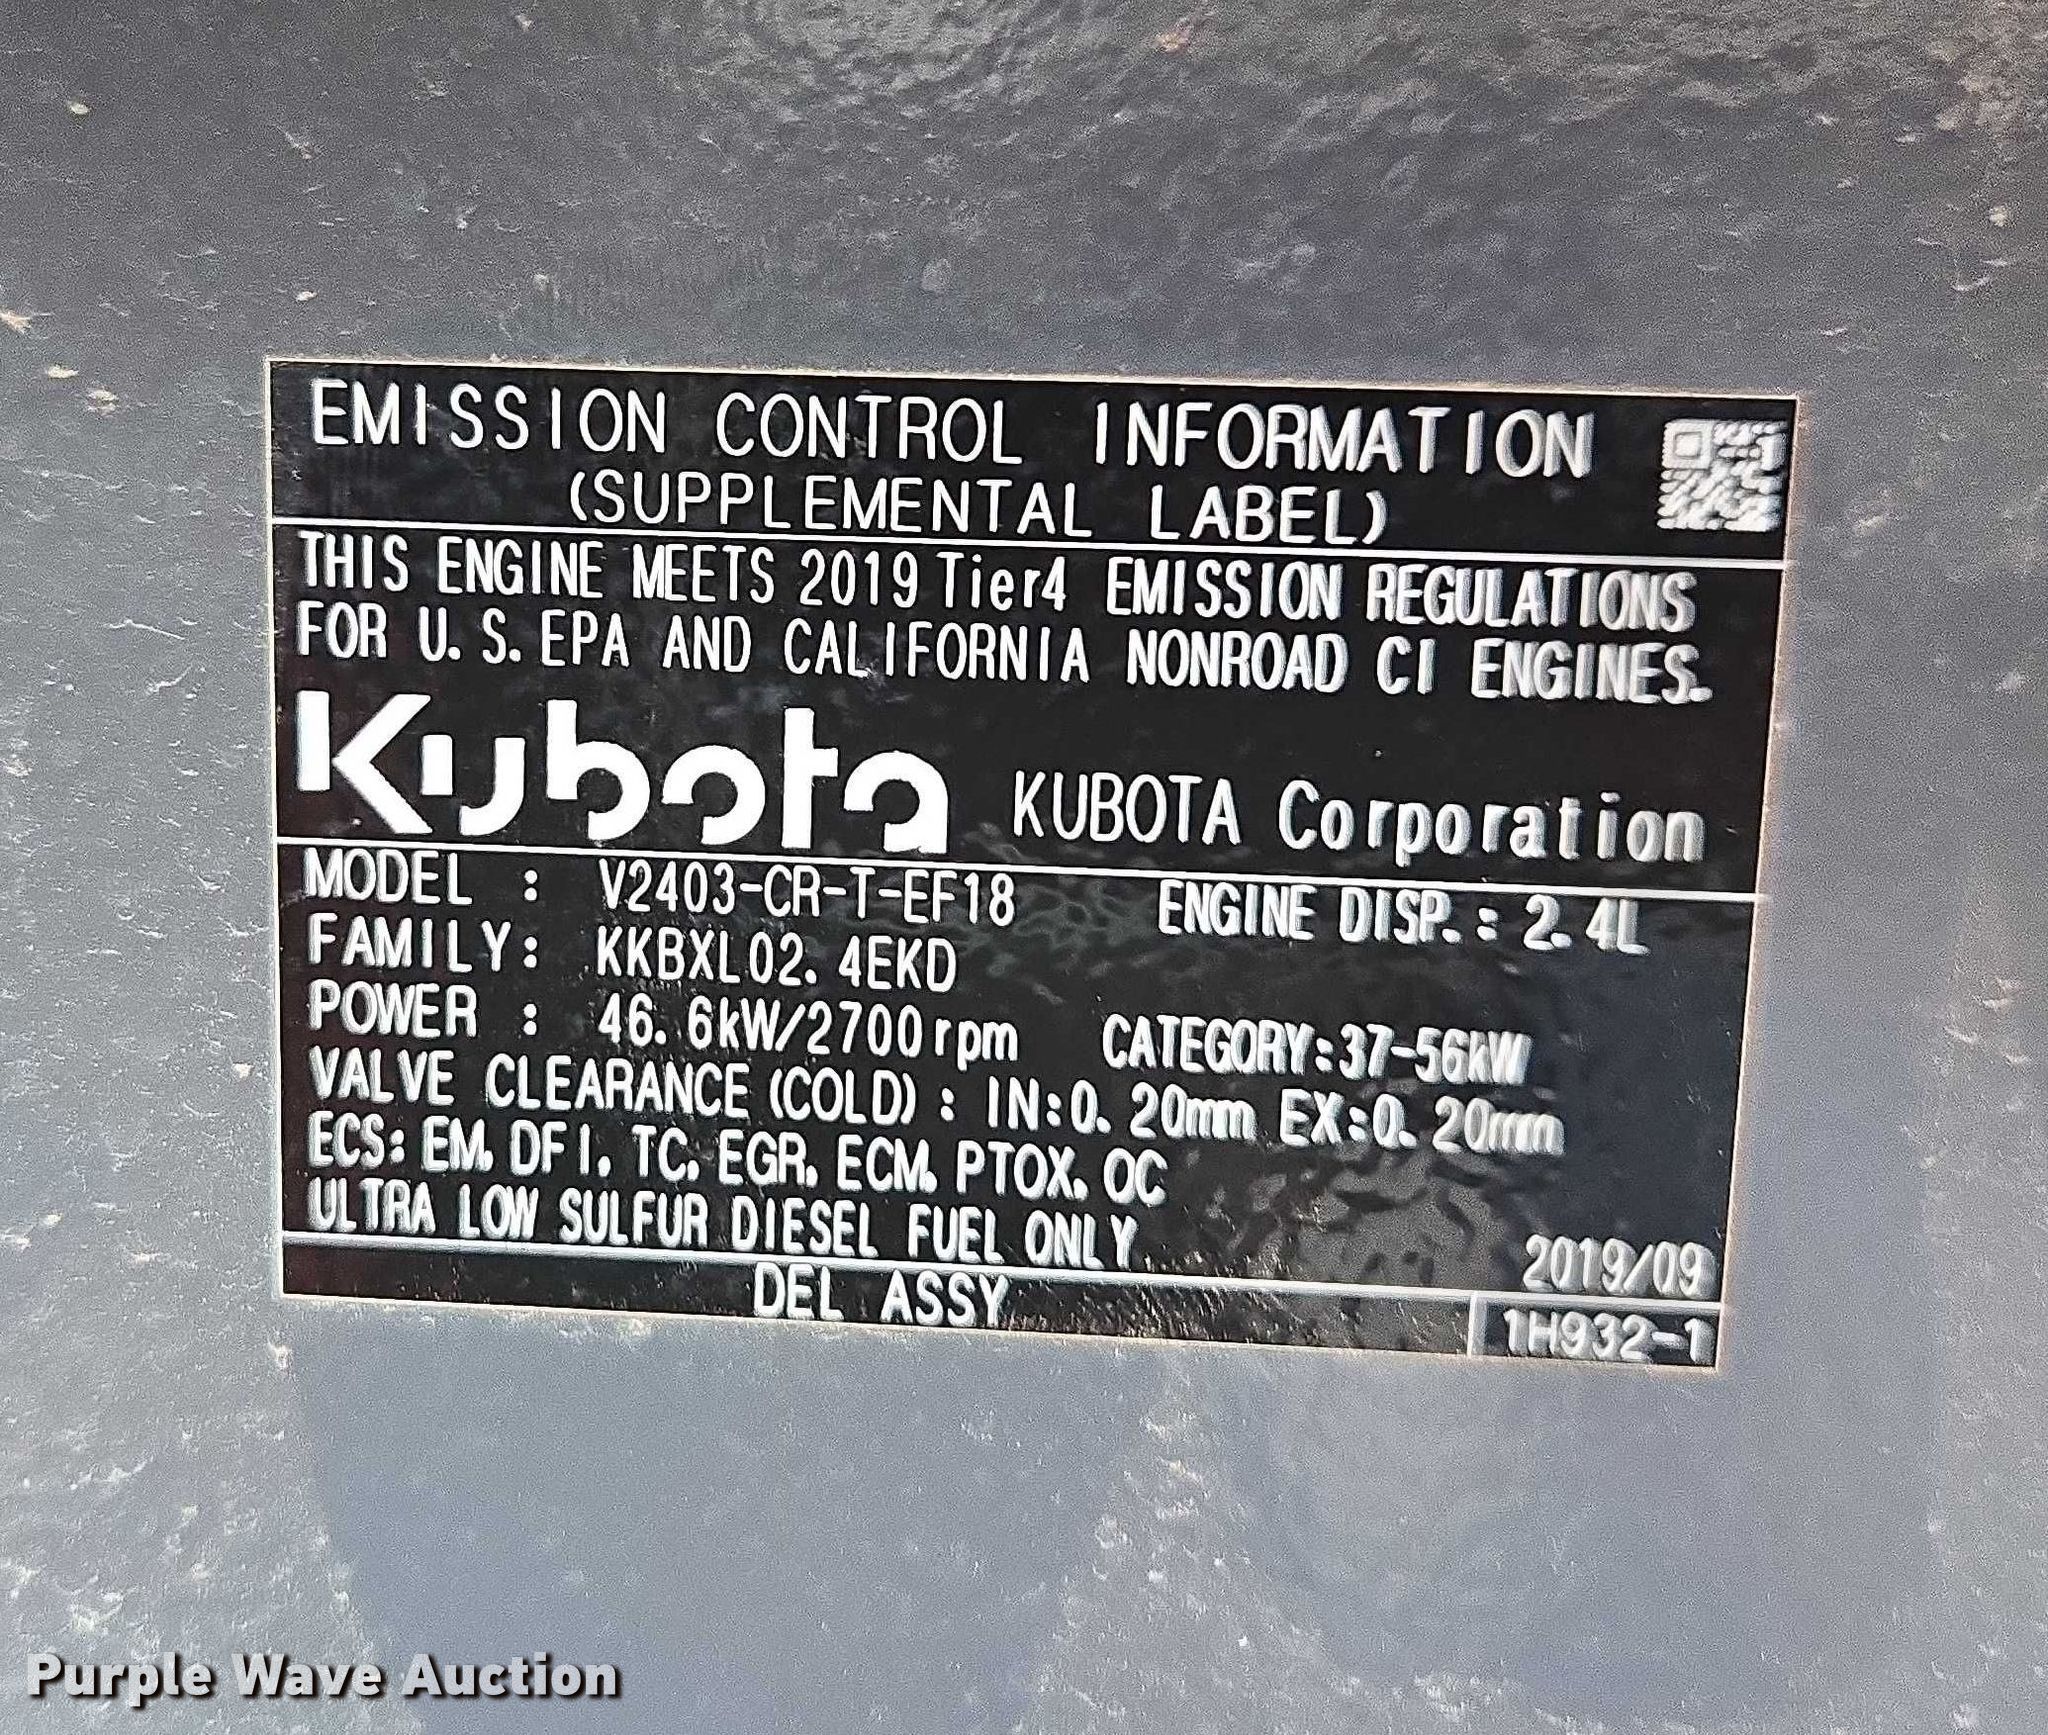 EMISSION CONTROL INFORMATION
(SUPPLEMENTAL LABEL)
THIS ENGINE MEETS 2019 Tier4 EMISSION REGULATIONS
FOR U.S.EPA AND CALIFORNIA NONROAD CI ENGINES.
Kubota KUBOTA Corporation
MODEL : V2403-CR-T-EF18 ENGINE DISP.: 2.4L
FAMILY: KKBXL02.4EKD
POWER : 46.6kW/2700rpm CATEGORY:37-56kW
VALVE CLEARANCE(COLD): IN:0.20mm EX:0.20mm
ECS: EM, DFI, TC, EGR, ECM, PTOX, OC
ULTRA LOW SULFUR DIESEL FUEL ONLY 2019/09
DEL ASSY 1H932-1
Purple Wave Auction